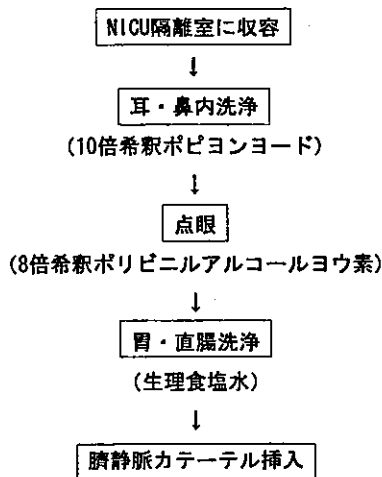 NICU隔離室に収容
↓
耳・鼻内洗浄
(10倍希釈ポピヨンヨード)
↓
点眼
(8倍希釈ポリビニルアルコールヨウ素)
↓
胃・直腸洗浄
(生理食塩水)
↓
臍静脈カテーテル挿入